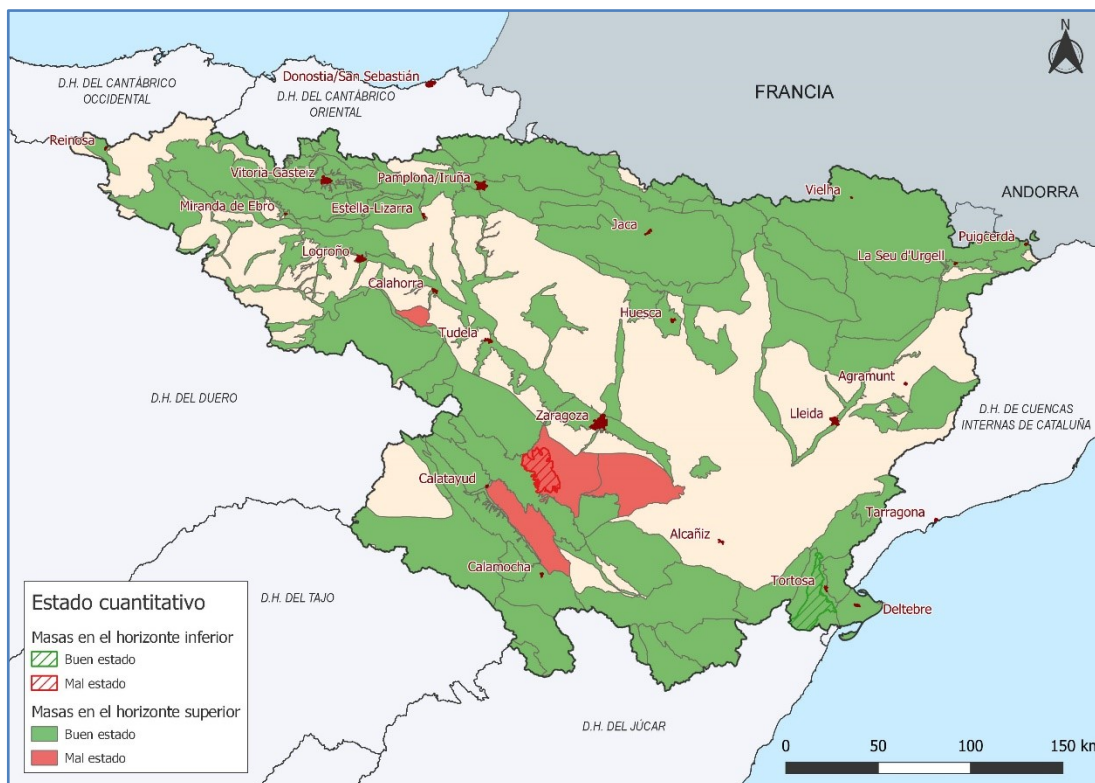 N
D.H. DEL CANTÁBRICO
OCCIDENTAL
Donostia/San Sebastián
D.H. DEL CANTÁBRICO
ORIENTAL
FRANCIA
Reinosa
Vitoria-Gasteiz
Pamplona/Iruña
Vielha
ANDORRA
Miranda de Ebro
Estella-Lizarra
Jaca
Puigcerdà
Logroño
La Seu d'Urgell
Calahorra
Huesca
Tudela
Agramunt
D.H. DEL DUERO
Zaragoza
Lleida
D.H. DE CUENCAS
INTERNAS DE CATALUÑA
Calatayud
Tarragona
Alcañiz
Calamocha
Tortosa
Deltebre
D.H. DEL TAJO
D.H. DEL JÚCAR
Estado cuantitativo
Masas en el horizonte inferior
Buen estado
Mal estado
Masas en el horizonte superior
Buen estado
Mal estado
0 50 100 150 km